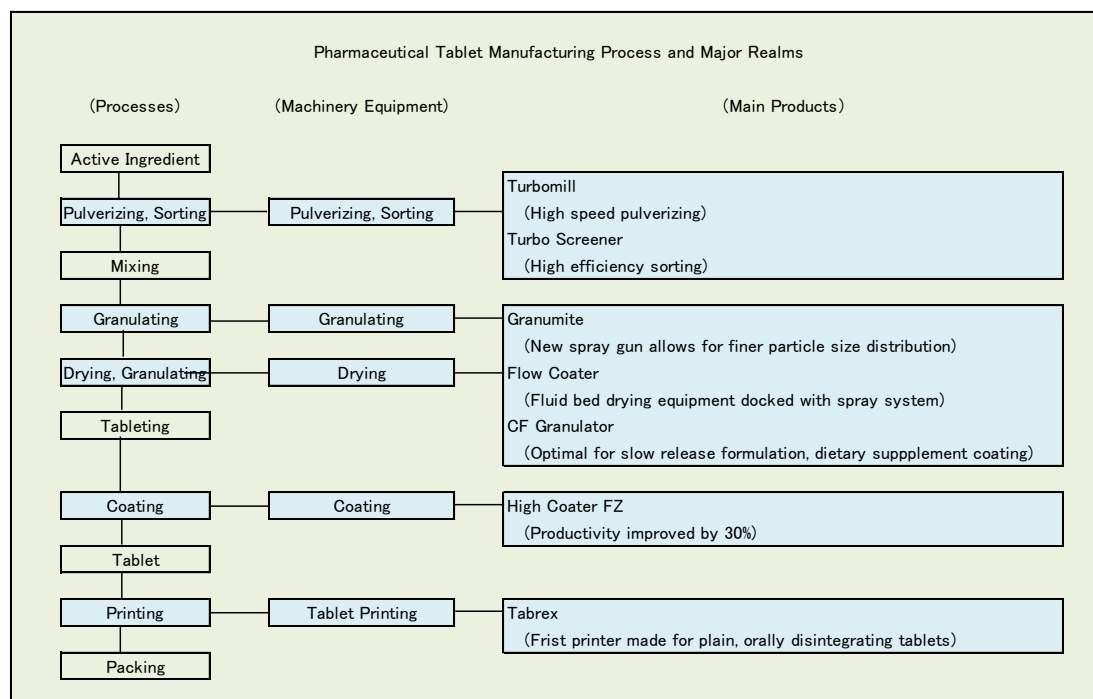 Pharmaceutical Tablet Manufacturing Process and Major Realms
(Processes) (Machinery Equipment) (Main Products)
Active Ingredient
Turbomill
Pulverizing, Sorting Pulverizing, Sorting (High speed pulverizing)
Turbo Screener
Mixing (High efficiency sorting)
Granulating Granulating Granumite
(New spray gun allows for finer particle size distribution)
Drying, Granulating Drying Flow Coater
(Fluid bed drying equipment docked with spray system)
Tableting CF Granulator
(Optimal for slow release formulation, dietary suppplement coating)
Coating Coating High Coater FZ
(Productivity improved by 30%)
Tablet
Printing Tablet Printing Tabrex
(Frist printer made for plain, orally disintegrating tablets)
Packing